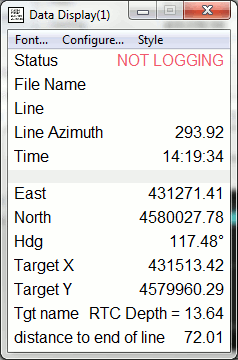 Data Display(1)
Font... Configure... Style
Status NOT LOGGING
File Name
Line
Line Azimuth 293.92
Time 14:19:34
East 431271.41
North 4580027.78
Hdg 117.48°
Target X 431513.42
Target Y 4579960.29
Tgt name RTC Depth = 13.64
distance to end of line 72.01